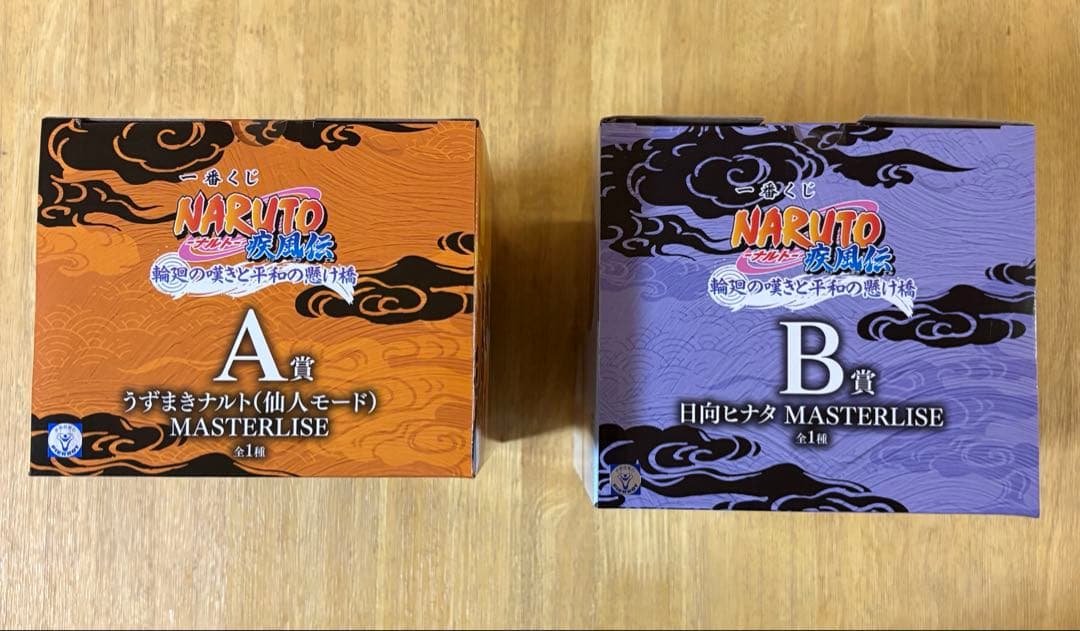 一番くじ
NARUTO
-ナルト-
疾風伝
輪廻の嘆きと平和の懸け橋
A賞
うずまきナルト(仙人モード)
MASTERLISE
全1種
一番くじ
NARUTO
-ナルト-
疾風伝
輪廻の嘆きと平和の懸け橋
B賞
日向ヒナタ MASTERLISE
全1種